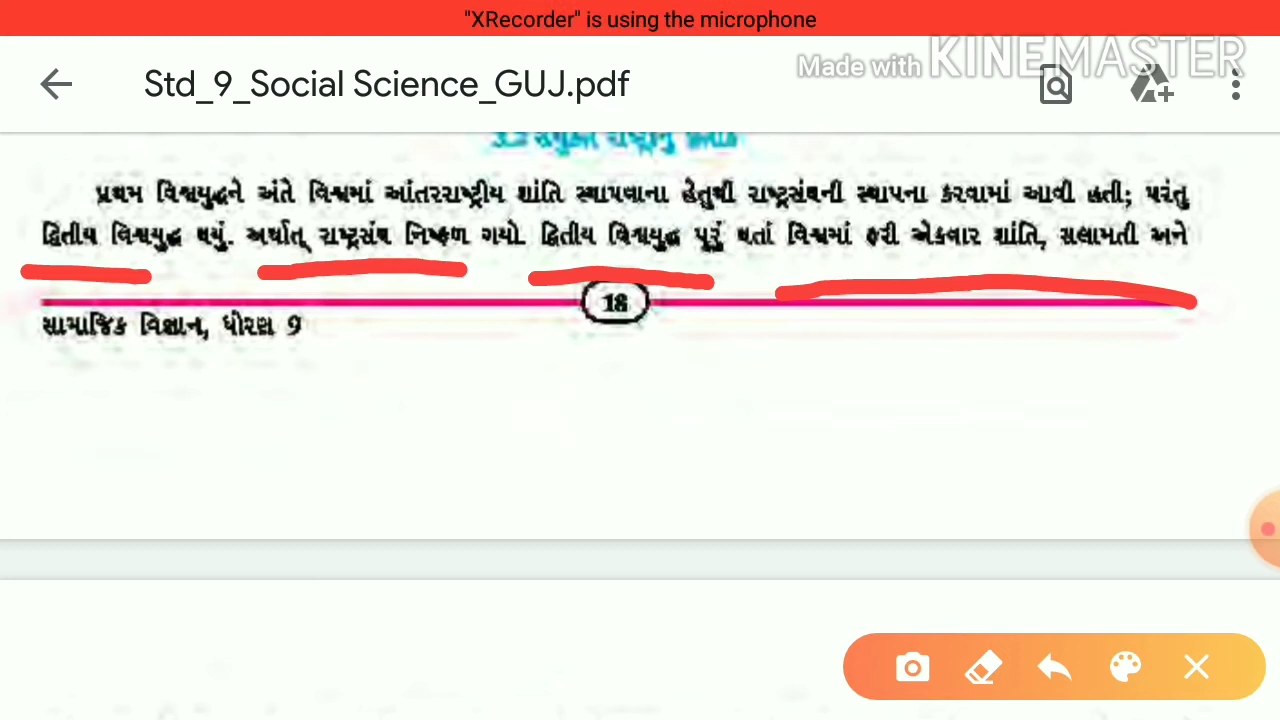 "XRecorder" is using the microphone
Made with KINEMASTER
Std_9_Social Science_GUJ.pdf
પ્રથમ વિશ્વયુદ્ધને અંતે વિશ્વમાં આંતરરાષ્ટ્રીય શાંતિ સ્થાપવાના હેતુથી રાષ્ટ્રસંઘની સ્થાપના કરવામાં આવી હતી; પરંતુ
દ્વિતીય વિશ્વયુદ્ધ થયું. અર્થાત્ રાષ્ટ્રસંઘ નિષ્ફળ ગયો. દ્વિતીય વિશ્વયુદ્ધ પૂરું થતાં વિશ્વમાં ફરી એકવાર શાંતિ, સલામતી અને
18
સામાજિક વિજ્ઞાન, ધોરણ 9